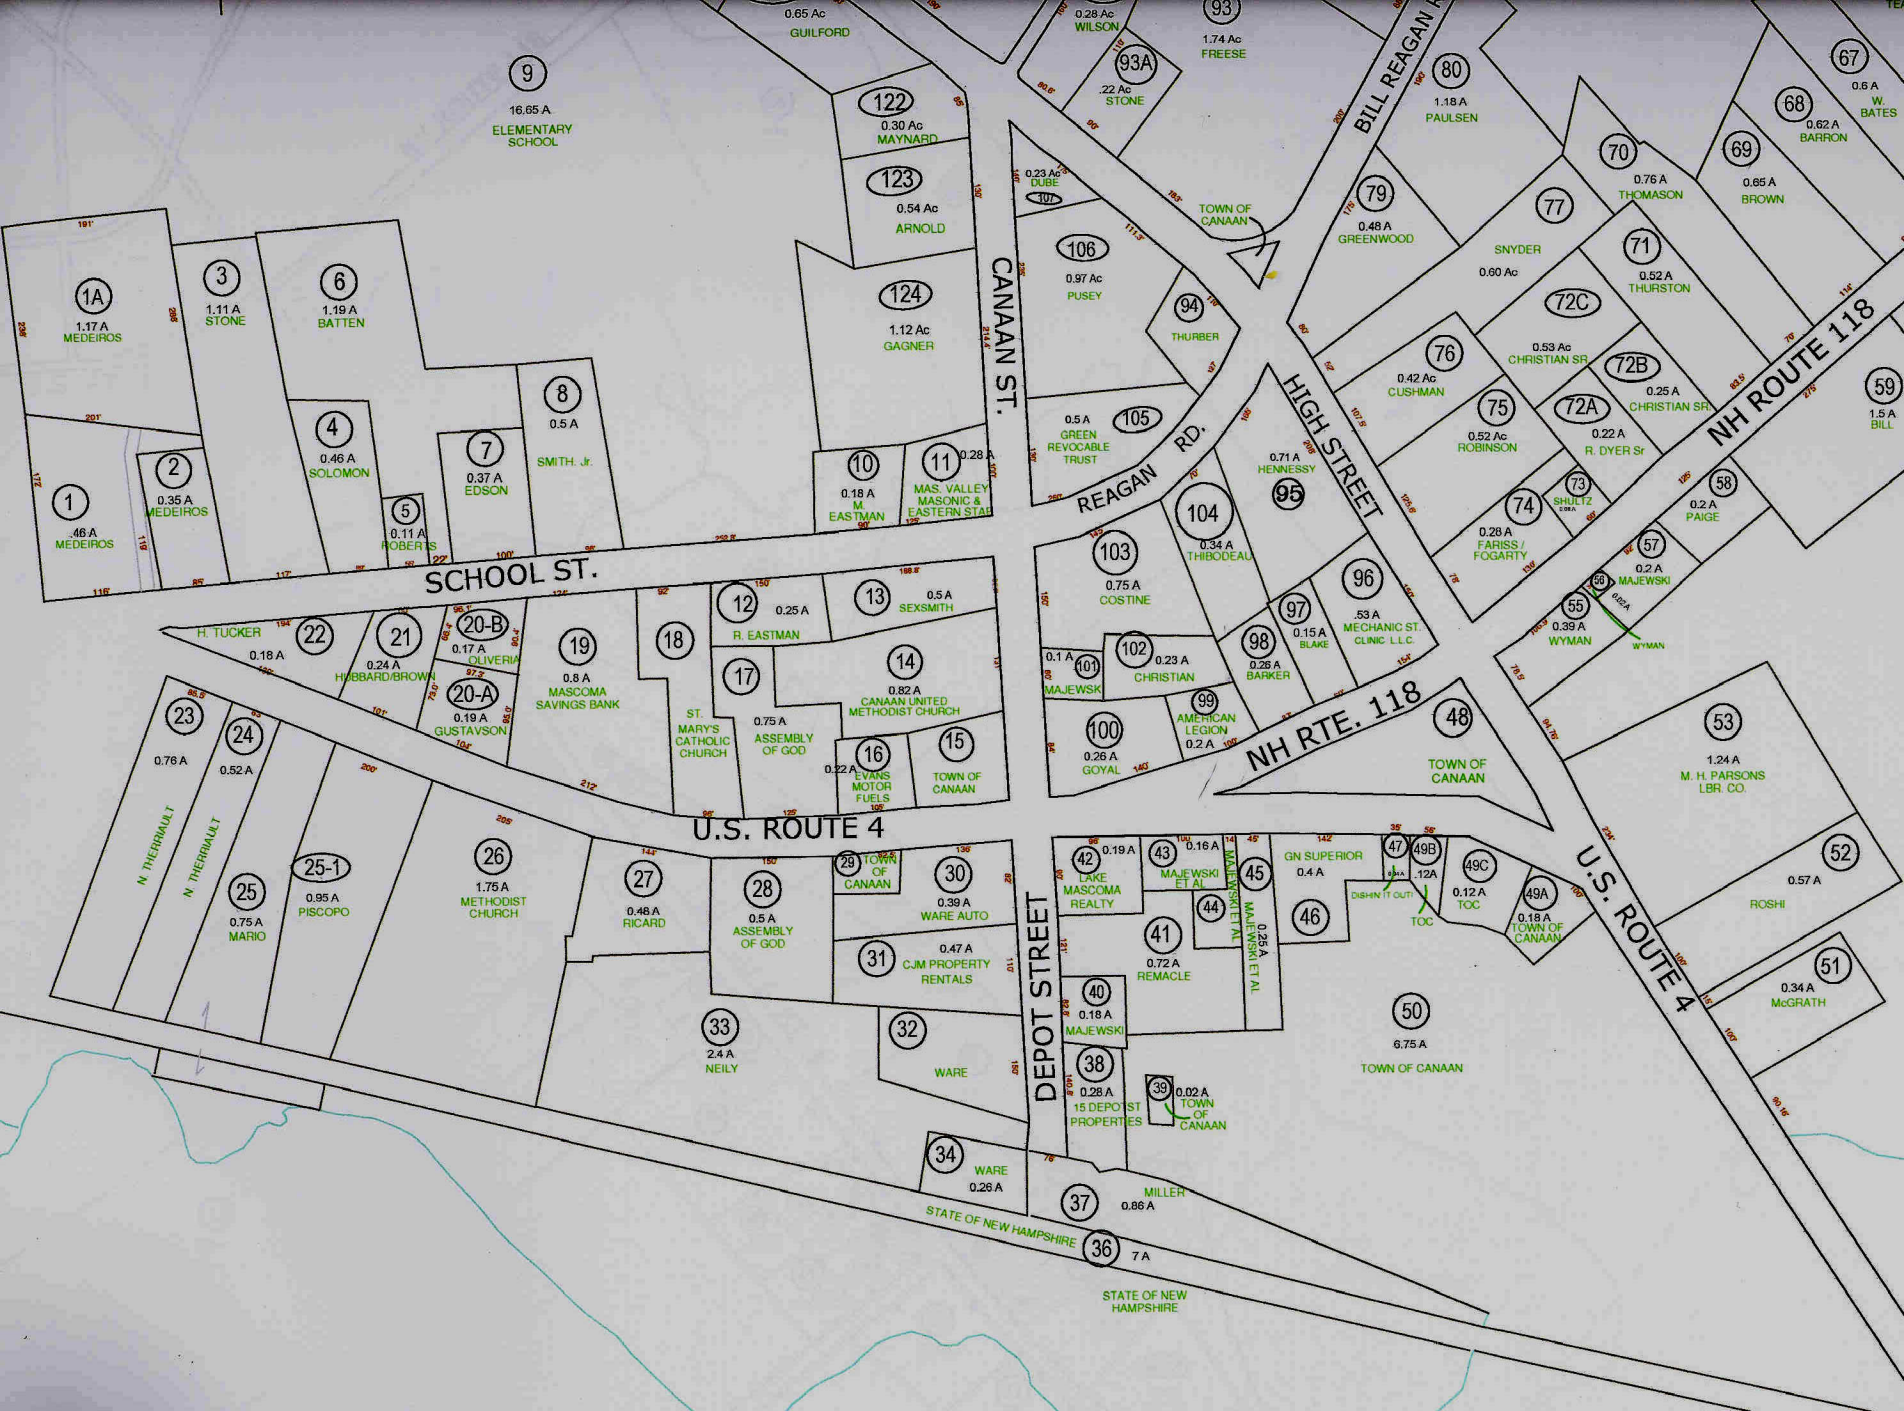 0.65 Ac
GUILFORD
0.28 Ac
WILSON
93
1.74 Ac
FREESE
93A
.22 Ac
STONE
BILL REAGAN
80
1.18 A
PAULSEN
67
0.6 A
W.
BATES
68
0.62 A
BARRON
69
0.65 A
BROWN
70
0.76 A
THOMASON
9
16.65 A
ELEMENTARY
SCHOOL
122
0.30 Ac
MAYNARD
123
0.54 Ac
ARNOLD
0.23 Ac
DUBE
107
TOWN OF
CANAAN
79
0.48 A
GREENWOOD
77
SNYDER
0.60 Ac
71
0.52 A
THURSTON
1A
1.17 A
MEDEIROS
3
1.11 A
STONE
6
1.19 A
BATTEN
124
1.12 Ac
GAGNER
CANAAN ST.
106
0.97 Ac
PUSEY
94
THURBER
72C
0.53 Ac
CHRISTIAN SR.
72B
0.25 A
CHRISTIAN SR.
NH ROUTE 118
59
1.5 A
BILL
76
0.42 Ac
CUSHMAN
75
0.52 Ac
ROBINSON
72A
0.22 A
R. DYER Sr
8
0.5 A
SMITH. Jr.
4
0.46 A
SOLOMON
7
0.37 A
EDSON
5
0.11 A
ROBERTS
1
.46 A
MEDEIROS
2
0.35 A
MEDEIROS
10
0.18 A
M.
EASTMAN
11
0.28 A
MAS. VALLEY
MASONIC &
EASTERN STAR
0.5 A
105
GREEN
REVOCABLE
TRUST
REAGAN RD.
HIGH STREET
0.71 A
HENNESSY
95
104
0.34 A
THIBODEAU
74
0.28 A
FARISS /
FOGARTY
73
SHULTZ
58
0.2 A
PAIGE
57
0.2 A
MAJEWSKI
56
0.02A
WYMAN
55
0.39 A
WYMAN
SCHOOL ST.
103
0.75 A
COSTINE
96
.53 A
MECHANIC ST.
CLINIC L.L.C.
97
0.15 A
BLAKE
98
0.26 A
BARKER
12
0.25 A
R. EASTMAN
13
0.5 A
SEXSMITH
H. TUCKER
22
0.18 A
21
0.24 A
HUBBARD/BROWN
20-B
0.17 A
OLIVERIA
20-A
0.19 A
GUSTAVSON
19
0.8 A
MASCOMA
SAVINGS BANK
18
ST.
MARY'S
CATHOLIC
CHURCH
17
0.75 A
ASSEMBLY
OF GOD
14
0.82 A
CANAAN UNITED
METHODIST CHURCH
16
0.22 A
EVANS
MOTOR
FUELS
15
TOWN OF
CANAAN
0.1 A
101
MAJEWSK
102
0.23 A
CHRISTIAN
99
AMERICAN
LEGION
0.2 A
100
0.26 A
GOYAL
NH RTE. 118
48
TOWN OF
CANAAN
53
1.24 A
M. H. PARSONS
LBR. CO.
23
0.76 A
N. THERRIAULT
24
0.52 A
N. THERRIAULT
25
0.75 A
MARIO
25-1
0.95 A
PISCOPO
26
1.75 A
METHODIST
CHURCH
U.S. ROUTE 4
27
0.48 A
RICARD
28
0.5 A
ASSEMBLY
OF GOD
29
TOWN
OF
CANAAN
30
0.39 A
WARE AUTO
31
0.47 A
CJM PROPERTY
RENTALS
DEPOT STREET
42
0.19 A
LAKE
MASCOMA
REALTY
43
0.16 A
MAJEWSKI
ET AL
44
MAJEWSKI ET AL
45
0.25 A
MAJEWSKI ET AL
GN SUPERIOR
0.4 A
46
47
DISHIN IT OUT!
49B
.12A
TOC
49C
0.12 A
TOC
49A
0.18 A
TOWN OF
CANAAN
U.S. ROUTE 4
52
0.57 A
ROSHI
51
0.34 A
McGRATH
41
0.72 A
REMACLE
40
0.18 A
MAJEWSKI
50
6.75 A
TOWN OF CANAAN
33
2.4 A
NEILY
32
WARE
38
0.28 A
15 DEPOT ST
PROPERTIES
39
0.02 A
TOWN
OF
CANAAN
34
WARE
0.26 A
37
MILLER
0.86 A
STATE OF NEW HAMPSHIRE
36
7 A
STATE OF NEW
HAMPSHIRE